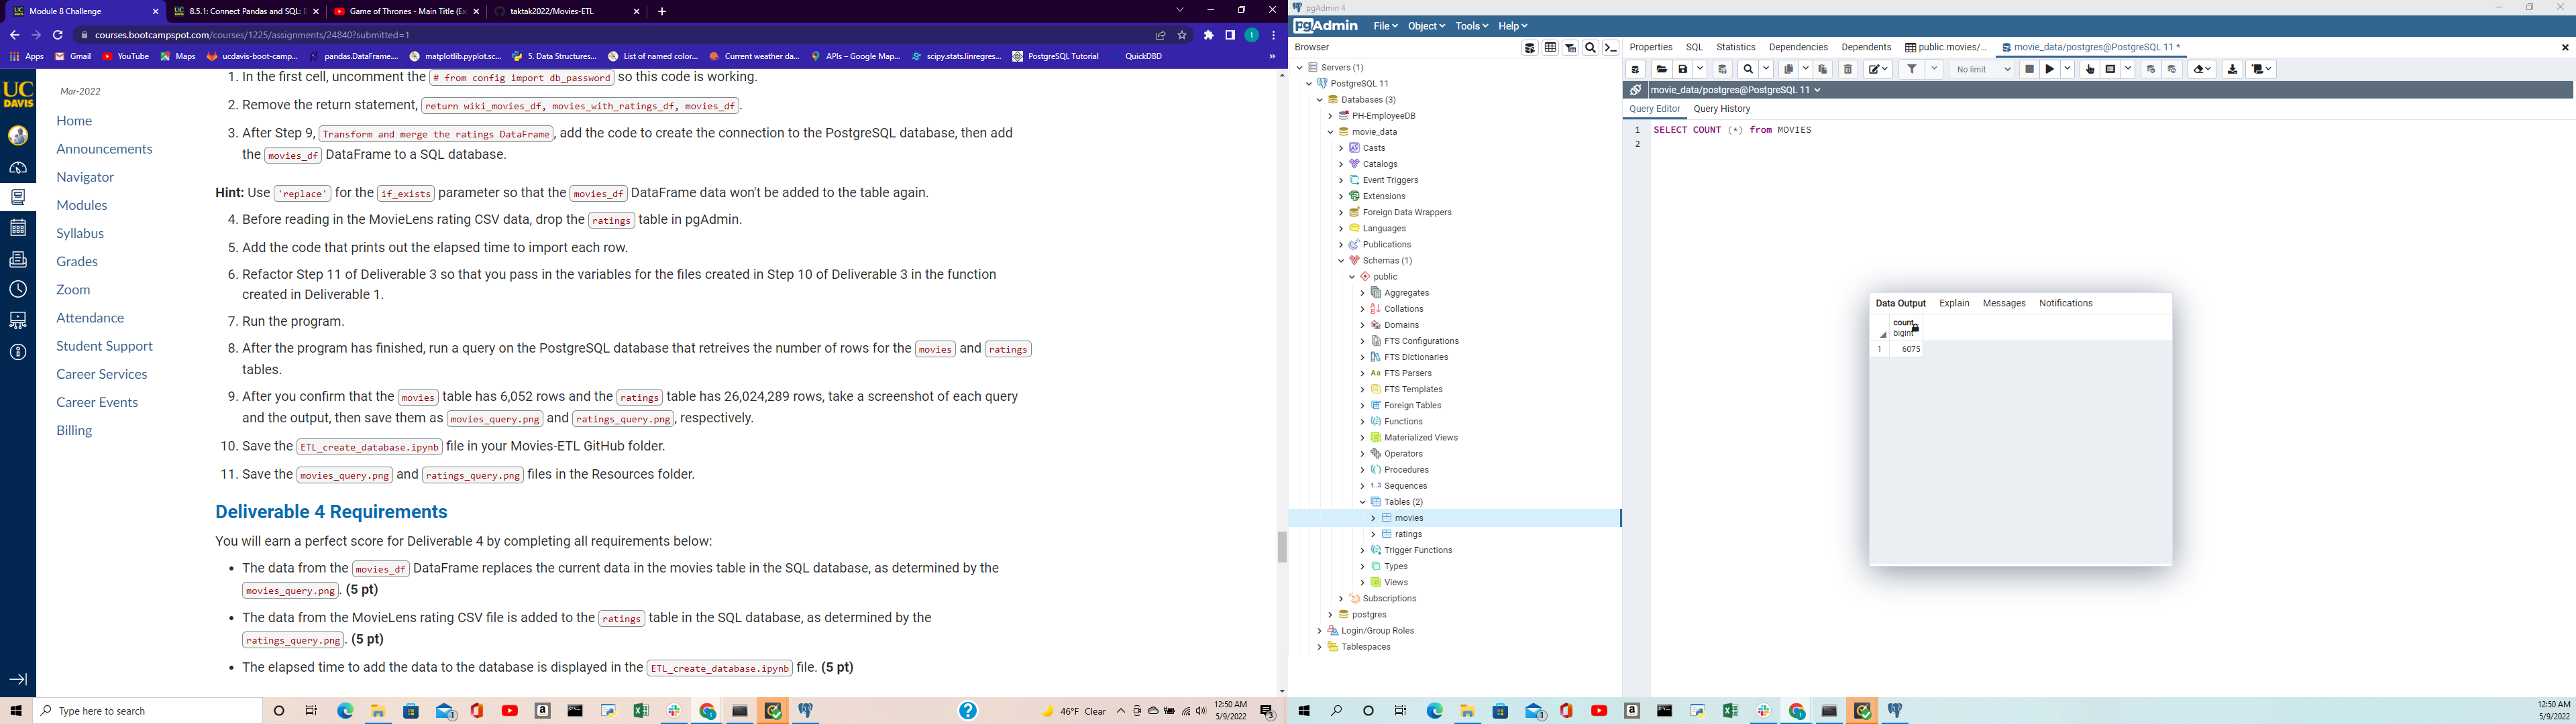 Module 8 Challenge
8.5.1: Connect Pandas and SQL: E
Game of Thrones - Main Title (Ex
taktak2022/Movies-ETL
courses.bootcampspot.com/courses/1225/assignments/24840?submitted=1
Apps Gmail YouTube Maps ucdavis-boot-camp... pandas.DataFrame.... matplotlib.pyplot.sc... 5. Data Structures... List of named color... Current weather da... APIs – Google Map... scipy.stats.linregres... PostgreSQL Tutorial QuickDBD »
UC
DAVIS
Mar-2022
Home
Announcements
Navigator
Modules
Syllabus
Grades
Zoom
Attendance
Student Support
Career Services
Career Events
Billing
1. In the first cell, uncomment the # from config import db_password so this code is working.
2. Remove the return statement, return wiki_movies_df, movies_with_ratings_df, movies_df.
3. After Step 9, Transform and merge the ratings DataFrame, add the code to create the connection to the PostgreSQL database, then add
the movies_df DataFrame to a SQL database.
Hint: Use 'replace' for the if_exists parameter so that the movies_df DataFrame data won't be added to the table again.
4. Before reading in the MovieLens rating CSV data, drop the ratings table in pgAdmin.
5. Add the code that prints out the elapsed time to import each row.
6. Refactor Step 11 of Deliverable 3 so that you pass in the variables for the files created in Step 10 of Deliverable 3 in the function
created in Deliverable 1.
7. Run the program.
8. After the program has finished, run a query on the PostgreSQL database that retreives the number of rows for the movies and ratings
tables.
9. After you confirm that the movies table has 6,052 rows and the ratings table has 26,024,289 rows, take a screenshot of each query
and the output, then save them as movies_query.png and ratings_query.png, respectively.
10. Save the ETL_create_database.ipynb file in your Movies-ETL GitHub folder.
11. Save the movies_query.png and ratings_query.png files in the Resources folder.
Deliverable 4 Requirements
You will earn a perfect score for Deliverable 4 by completing all requirements below:
• The data from the movies_df DataFrame replaces the current data in the movies table in the SQL database, as determined by the
movies_query.png. (5 pt)
• The data from the MovieLens rating CSV file is added to the ratings table in the SQL database, as determined by the
ratings_query.png. (5 pt)
• The elapsed time to add the data to the database is displayed in the ETL_create_database.ipynb file. (5 pt)
Type here to search
46°F Clear
12:50 AM
5/9/2022
pgAdmin 4
pgAdmin File Object Tools Help
Browser
Servers (1)
PostgreSQL 11
Databases (3)
PH-EmployeeDB
movie_data
Casts
Catalogs
Event Triggers
Extensions
Foreign Data Wrappers
Languages
Publications
Schemas (1)
public
Aggregates
Collations
Domains
FTS Configurations
FTS Dictionaries
FTS Parsers
FTS Templates
Foreign Tables
Functions
Materialized Views
Operators
Procedures
Sequences
Tables (2)
movies
ratings
Trigger Functions
Types
Views
Subscriptions
postgres
Login/Group Roles
Tablespaces
Properties SQL Statistics Dependencies Dependents public.movies/... movie_data/postgres@PostgreSQL 11 *
No limit
movie_data/postgres@PostgreSQL 11
Query Editor Query History
1 SELECT COUNT (*) from MOVIES
2
Data Output Explain Messages Notifications
count
bigint
1 6075
12:50 AM
5/9/2022